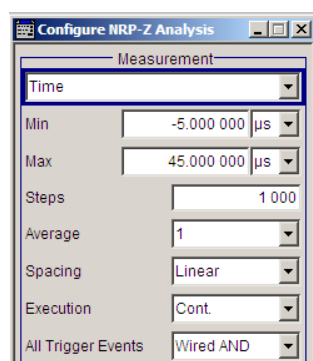 Configure NRP-Z Analysis
Measurement
Time
Min -5.000 000 µs
Max 45.000 000 µs
Steps 1 000
Average 1
Spacing Linear
Execution Cont.
All Trigger Events Wired AND